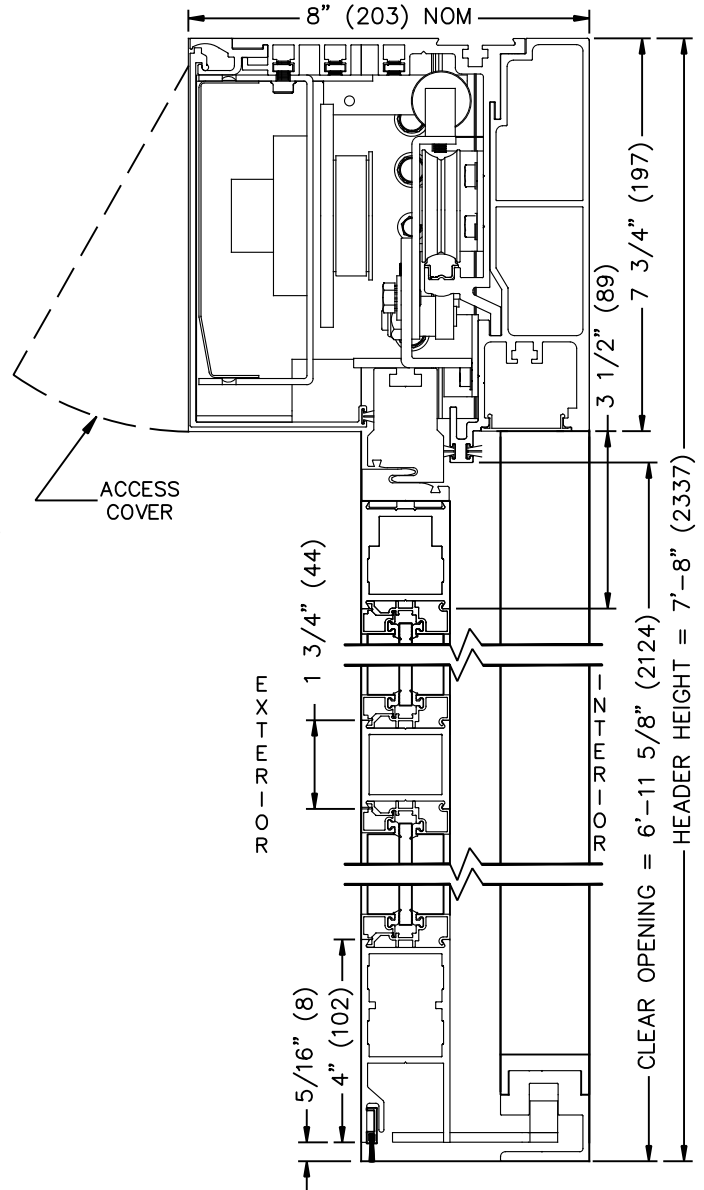 8" (203) NOM
7 3/4" (197)
3 1/2" (89)
ACCESS
COVER
1 3/4" (44)
EXTERIOR
INTERIOR
CLEAR OPENING = 6'-11 5/8" (2124)
HEADER HEIGHT = 7'-8" (2337)
5/16" (8)
4" (102)